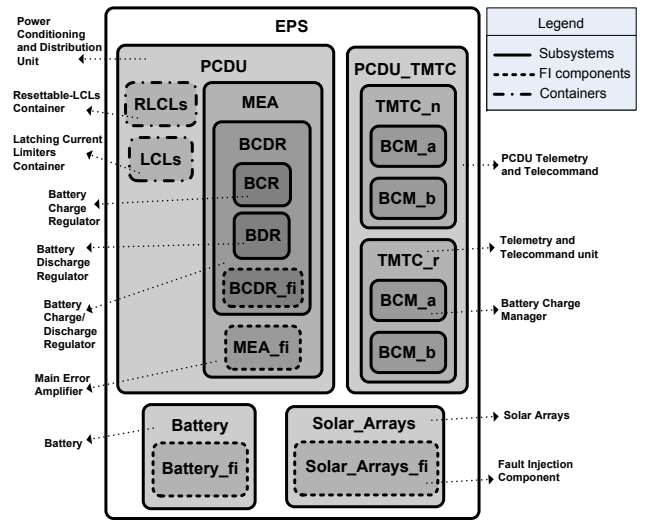 EPS
Legend
Subsystems
FI components
Containers
Power
Conditioning
and Distribution
Unit
Resettable-LCLs
Container
Latching Current
Limiters
Container
Battery
Charge
Regulator
Battery
Discharge
Regulator
Battery
Charge/
Discharge
Regulator
Main Error
Amplifier
Battery
PCDU
RLCLs
LCLs
MEA
BCDR
BCR
BDR
BCDR_fi
MEA_fi
PCDU_TMTC
TMTC_n
BCM_a
BCM_b
TMTC_r
BCM_a
BCM_b
Battery
Battery_fi
Solar_Arrays
Solar_Arrays_fi
PCDU Telemetry
and Telecommand
Telemetry and
Telecommand unit
Battery Charge
Manager
Solar Arrays
Fault Injection
Component